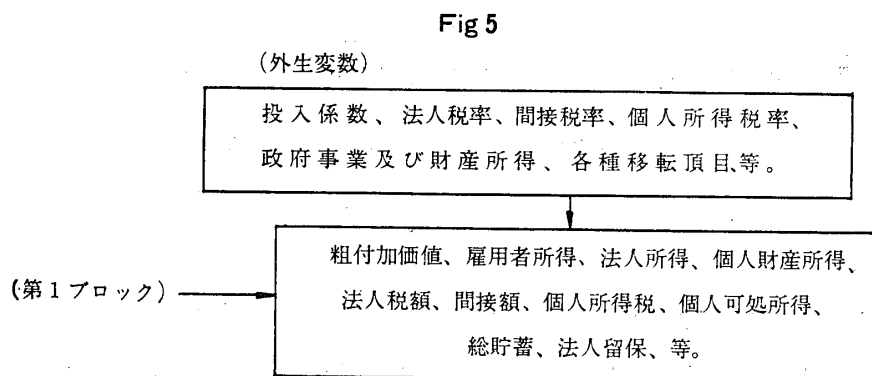 Fig 5
(外生変数)
投入係数、法人税率、間接税率、個人所得税率、
政府事業及び財産所得、各種移転頂目、等。
粗付加価値、雇用者所得、法人所得、個人財産所得、
(第1ブロック)
法人税額、間接額、個人所得税、個人可処所得、
総貯蓄、法人留保、等。